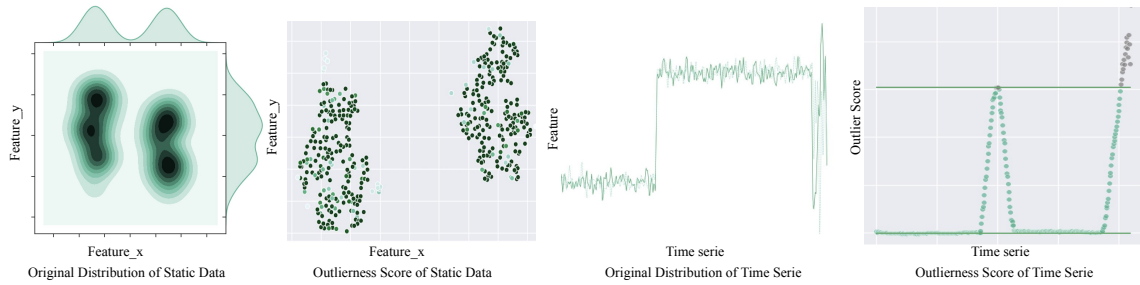 Feature_y
Feature_x
Original Distribution of Static Data
Feature_y
Feature_x
Outlierness Score of Static Data
Feature
Time serie
Original Distribution of Time Serie
Outlier Score
Time serie
Outlierness Score of Time Serie